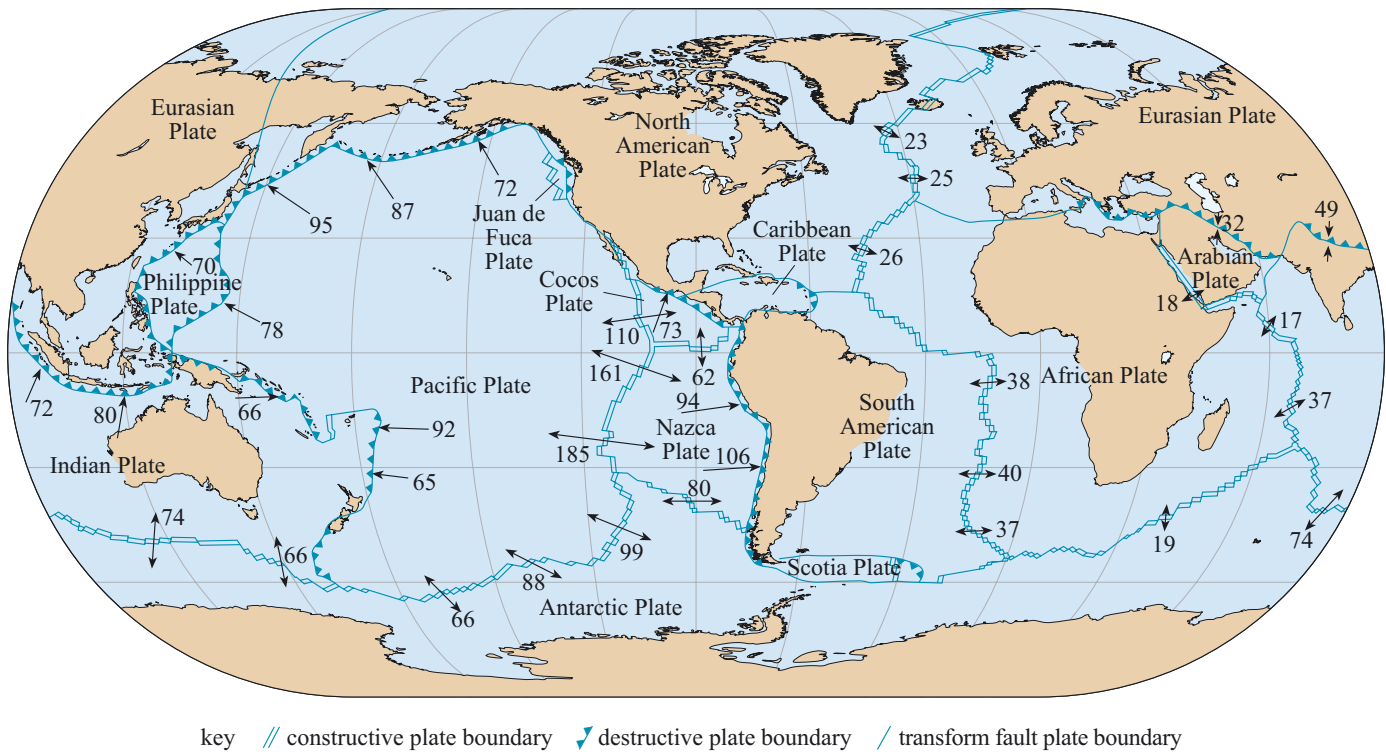 Eurasian
Plate
North
American
Plate
Eurasian Plate
23
25
72
87
95
Juan de
Fuca
Plate
Caribbean
Plate
26
32
49
Arabian
Plate
18
70
Philippine
Plate
78
Cocos
Plate
110
73
17
161
62
Pacific Plate
94
38
African Plate
72
80
66
92
Nazca
Plate
South
American
Plate
37
185
106
Indian Plate
65
80
40
74
66
99
37
19
74
88
Scotia Plate
66
Antarctic Plate
key constructive plate boundary destructive plate boundary transform fault plate boundary